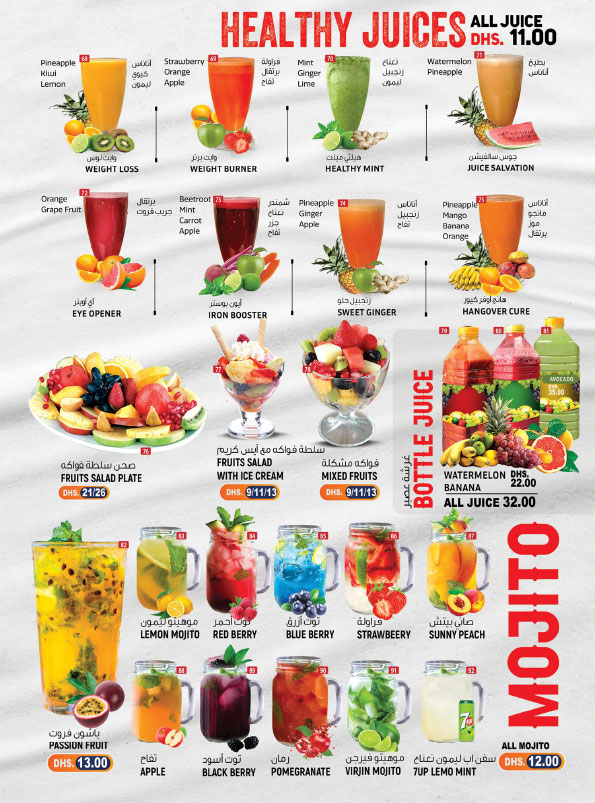 HEALTHY JUICES
ALL JUICE
DHS. 11.00
68
Pineapple
Kiwi
Lemon
أناناس
كيوي
ليمون
وايت لوس
WEIGHT LOSS
69
Strawberry
Orange
Apple
فراولة
برتقال
تفاح
وايت برنر
WEIGHT BURNER
70
Mint
Ginger
Lime
نعناع
زنجبيل
ليمون
هيلثي مينت
HEALTHY MINT
71
Watermelon
Pineapple
بطيخ
أناناس
جوس سالفيشن
JUICE SALVATION
72
Orange
Grape Fruit
برتقال
جريب فروت
آي أوبنر
EYE OPENER
73
Beetroot
Mint
Carrot
Apple
شمندر
نعناع
جزر
تفاح
أيون بوستر
IRON BOOSTER
74
Pineapple
Ginger
Apple
أناناس
زنجبيل
تفاح
زنجبيل حلو
SWEET GINGER
75
Pineapple
Mango
Banana
Orange
أناناس
مانجو
موز
برتقال
هانج أوفر كيور
HANGOVER CURE
76
صحن سلطة فواكه
FRUITS SALAD PLATE
DHS. 21/26
77
سلطة فواكه مع أيس كريم
FRUITS SALAD
WITH ICE CREAM
DHS. 9/11/13
78
فواكه مشكلة
MIXED FRUITS
DHS. 9/11/13
BOTTLE JUICE
غرشة عصير
79
80
81
AVOCADO
DHS.
35.00
WATERMELON
BANANA
DHS.
22.00
ALL JUICE 32.00
MOJITO
82
باشون فروت
PASSION FRUIT
DHS. 13.00
83
موهيتو ليمون
LEMON MOJITO
84
توت أحمر
RED BERRY
85
توت أزرق
BLUE BERRY
86
فراولة
STRAWBEERY
87
صاني بيتش
SUNNY PEACH
88
تفاح
APPLE
89
توت أسود
BLACK BERRY
90
رمان
POMEGRANATE
91
موهيتو فيرجن
VIRJIN MOJITO
92
7UP
سفن اب ليمون نعناع
7UP LEMO MINT
ALL MOJITO
DHS. 12.00